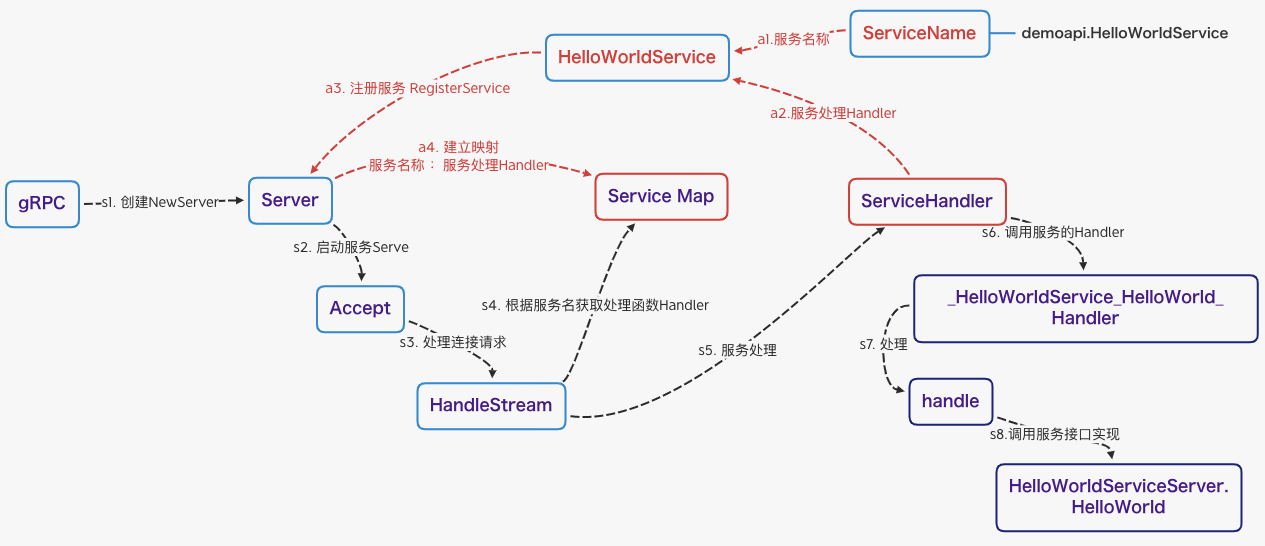 ServiceName
demoapi.HelloWorldService
a1.服务名称
HelloWorldService
a3. 注册服务 RegisterService
a2.服务处理Handler
a4. 建立映射
服务名称 ： 服务处理Handler
gRPC
s1. 创建NewServer
Server
Service Map
ServiceHandler
s2. 启动服务Serve
s6. 调用服务的Handler
Accept
s4. 根据服务名获取处理函数Handler
_HelloWorldService_HelloWorld_
Handler
s3. 处理连接请求
s5. 服务处理
s7. 处理
HandleStream
handle
s8.调用服务接口实现
HelloWorldServiceServer.
HelloWorld